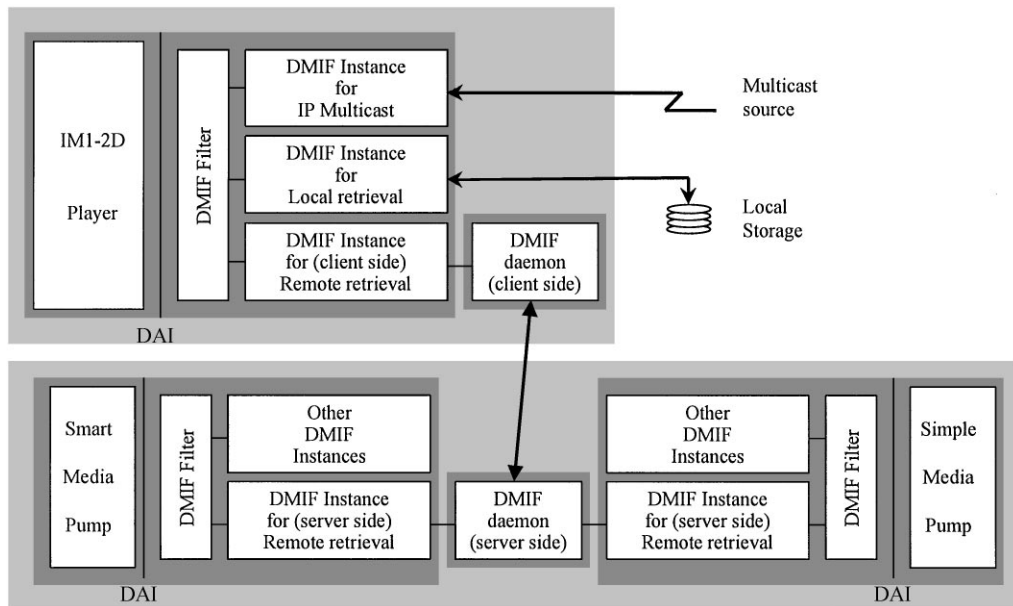 DMIF Instance
for
IP Multicast
Multicast
source
IM1-2D
Player
DMIF Filter
DMIF Instance
for
Local retrieval
Local
Storage
DMIF Instance
for (client side)
Remote retrieval
DMIF
daemon
(client side)
DAI
Smart
Media
Pump
DMIF Filter
Other
DMIF
Instances
DMIF Instance
for (server side)
Remote retrieval
DMIF
daemon
(server side)
Other
DMIF
Instances
DMIF Instance
for (server side)
Remote retrieval
DMIF Filter
Simple
Media
Pump
DAI
DAI